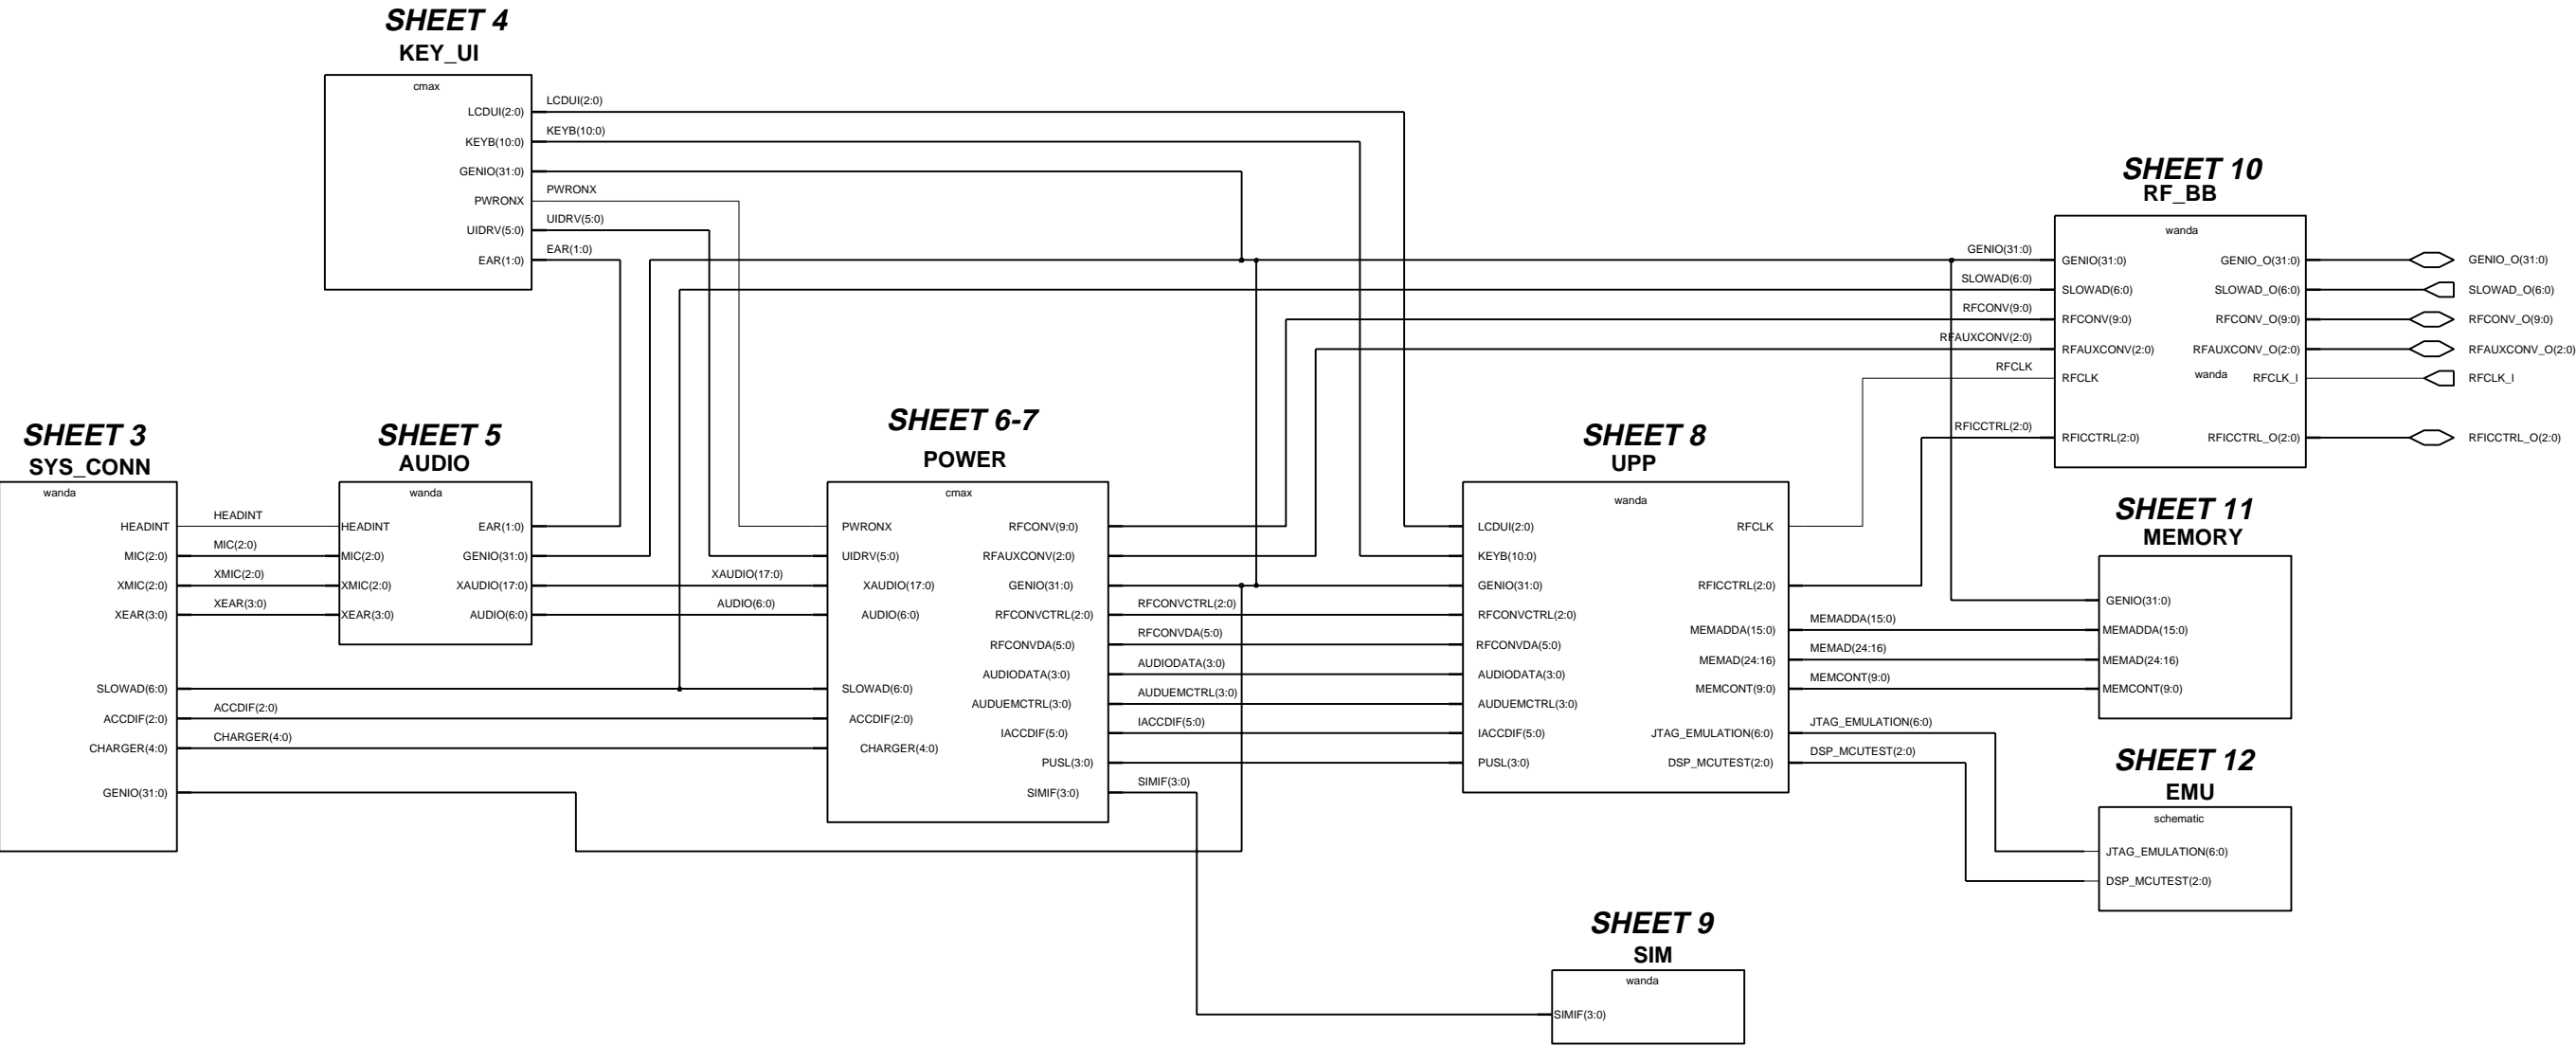 SHEET 4
KEY_UI
cmax
LCDUI(2:0)
KEYB(10:0)
GENIO(31:0)
PWRONX
UIDRV(5:0)
EAR(1:0)
LCDUI(2:0)
KEYB(10:0)
PWRONX
UIDRV(5:0)
EAR(1:0)
SHEET 10
RF_BB
wanda
GENIO(31:0)
SLOWAD(6:0)
RFCONV(9:0)
RFAUXCONV(2:0)
RFCLK
RFICCTRL(2:0)
GENIO(31:0)
SLOWAD(6:0)
RFCONV(9:0)
RFAUXCONV(2:0)
RFCLK
RFICCTRL(2:0)
GENIO_O(31:0)
SLOWAD_O(6:0)
RFCONV_O(9:0)
RFAUXCONV_O(2:0)
wanda
RFCLK_I
RFICCTRL_O(2:0)
GENIO_O(31:0)
SLOWAD_O(6:0)
RFCONV_O(9:0)
RFAUXCONV_O(2:0)
RFCLK_I
RFICCTRL_O(2:0)
SHEET 3
SYS_CONN
wanda
HEADINT
MIC(2:0)
XMIC(2:0)
XEAR(3:0)
SLOWAD(6:0)
ACCDIF(2:0)
CHARGER(4:0)
GENIO(31:0)
HEADINT
MIC(2:0)
XMIC(2:0)
XEAR(3:0)
ACCDIF(2:0)
CHARGER(4:0)
SHEET 5
AUDIO
wanda
HEADINT
MIC(2:0)
XMIC(2:0)
XEAR(3:0)
EAR(1:0)
GENIO(31:0)
XAUDIO(17:0)
AUDIO(6:0)
XAUDIO(17:0)
AUDIO(6:0)
SHEET 6-7
POWER
cmax
PWRONX
UIDRV(5:0)
XAUDIO(17:0)
AUDIO(6:0)
SLOWAD(6:0)
ACCDIF(2:0)
CHARGER(4:0)
RFCONV(9:0)
RFAUXCONV(2:0)
GENIO(31:0)
RFCONVCTRL(2:0)
RFCONVDA(5:0)
AUDIODATA(3:0)
AUDUEMCTRL(3:0)
IACCDIF(5:0)
PUSL(3:0)
SIMIF(3:0)
RFCONVCTRL(2:0)
RFCONVDA(5:0)
AUDIODATA(3:0)
AUDUEMCTRL(3:0)
IACCDIF(5:0)
SIMIF(3:0)
SHEET 8
UPP
wanda
LCDUI(2:0)
KEYB(10:0)
GENIO(31:0)
RFCONVCTRL(2:0)
RFCONVDA(5:0)
AUDIODATA(3:0)
AUDUEMCTRL(3:0)
IACCDIF(5:0)
PUSL(3:0)
RFCLK
RFICCTRL(2:0)
MEMADDA(15:0)
MEMAD(24:16)
MEMCONT(9:0)
JTAG_EMULATION(6:0)
DSP_MCUTEST(2:0)
MEMADDA(15:0)
MEMAD(24:16)
MEMCONT(9:0)
JTAG_EMULATION(6:0)
DSP_MCUTEST(2:0)
SHEET 11
MEMORY
GENIO(31:0)
MEMADDA(15:0)
MEMAD(24:16)
MEMCONT(9:0)
SHEET 12
EMU
schematic
JTAG_EMULATION(6:0)
DSP_MCUTEST(2:0)
SHEET 9
SIM
wanda
SIMIF(3:0)